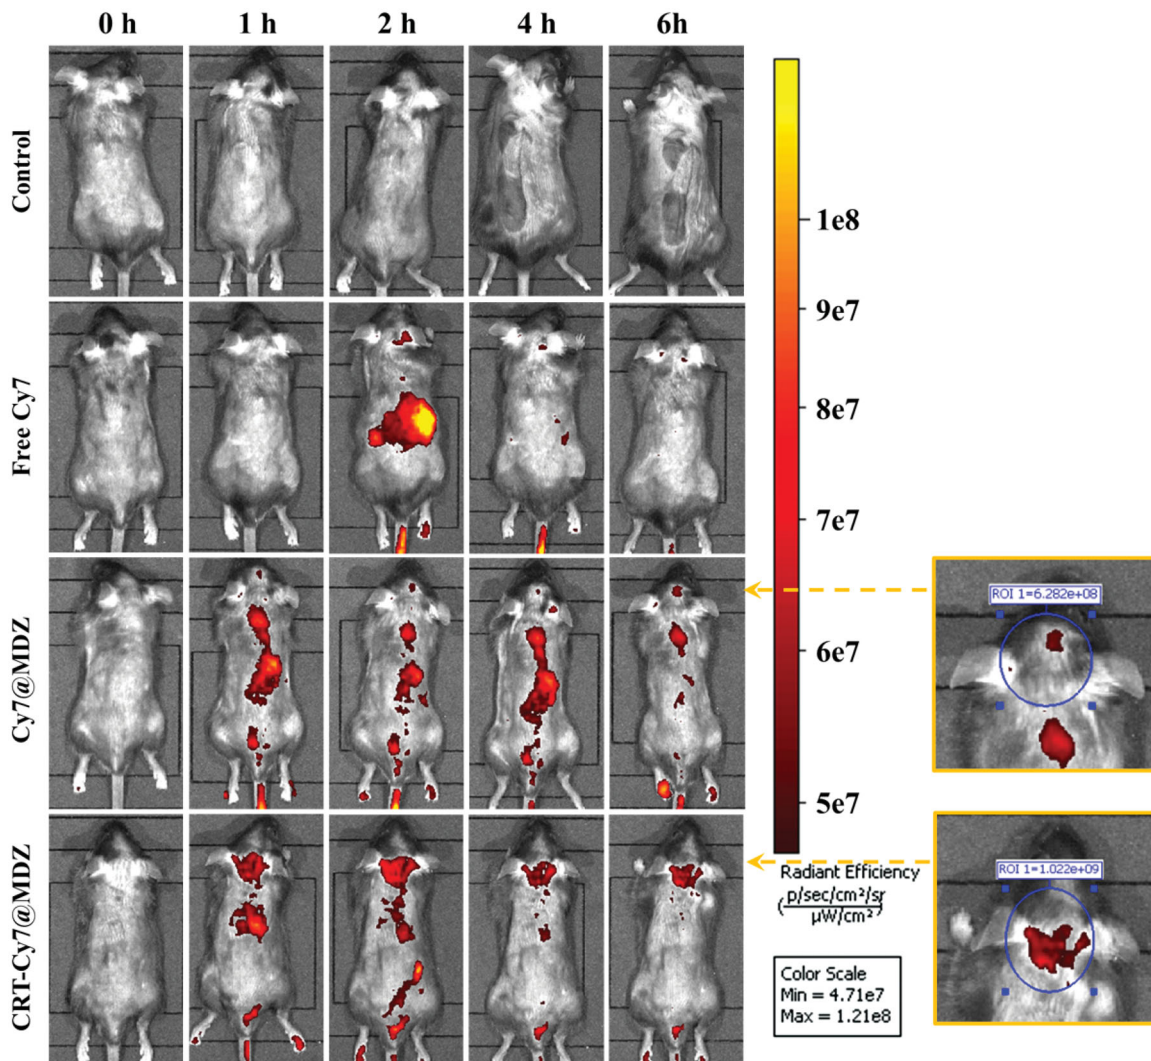 0 h 1 h 2 h 4 h 6h
Control
Free Cy7
Cy7@MDZ
CRT-Cy7@MDZ
1e8
9e7
8e7
7e7
6e7
5e7
Radiant Efficiency
(p/sec/cm²/sr
μW/cm²)
Color Scale
Min = 4.71e7
Max = 1.21e8
ROI 1=6.282e+08
ROI 1=1.022e+09